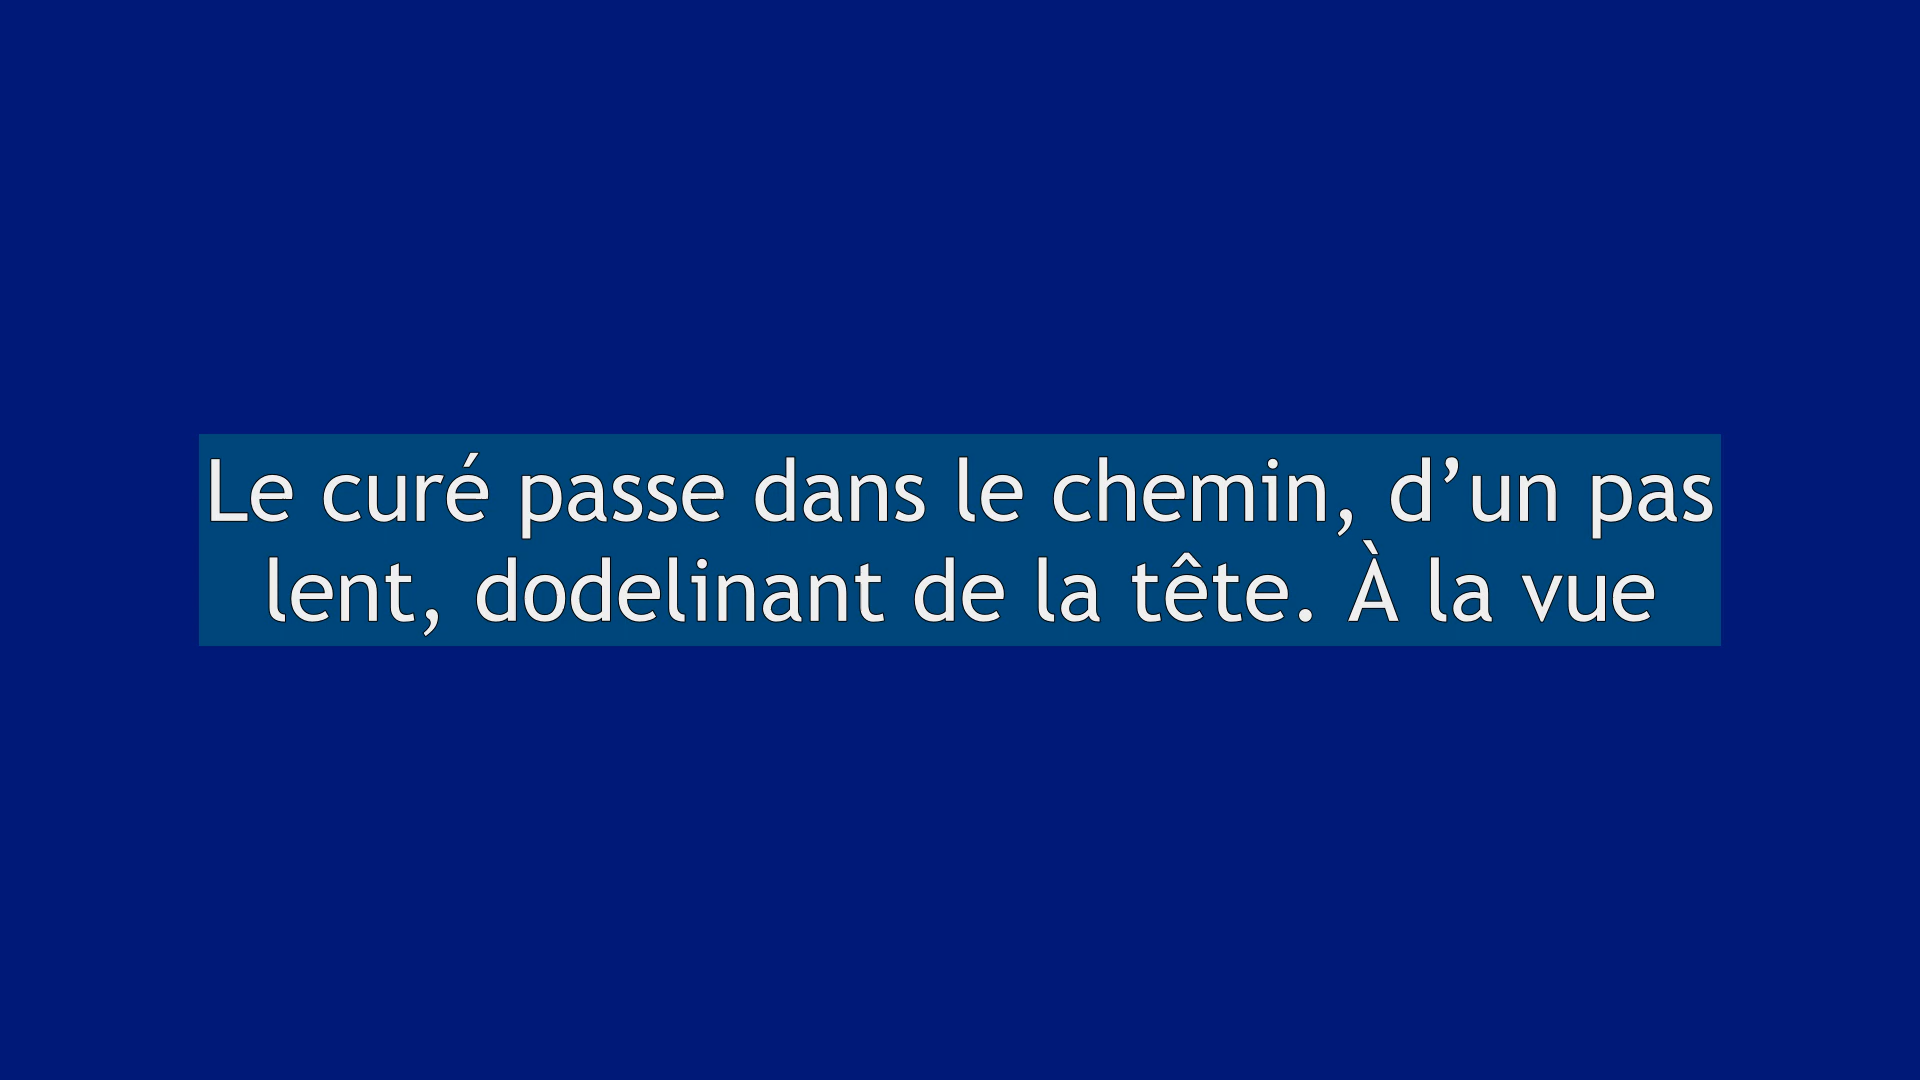 Le curé passe dans le chemin, d’un pas
lent, dodelinant de la tête. À la vue